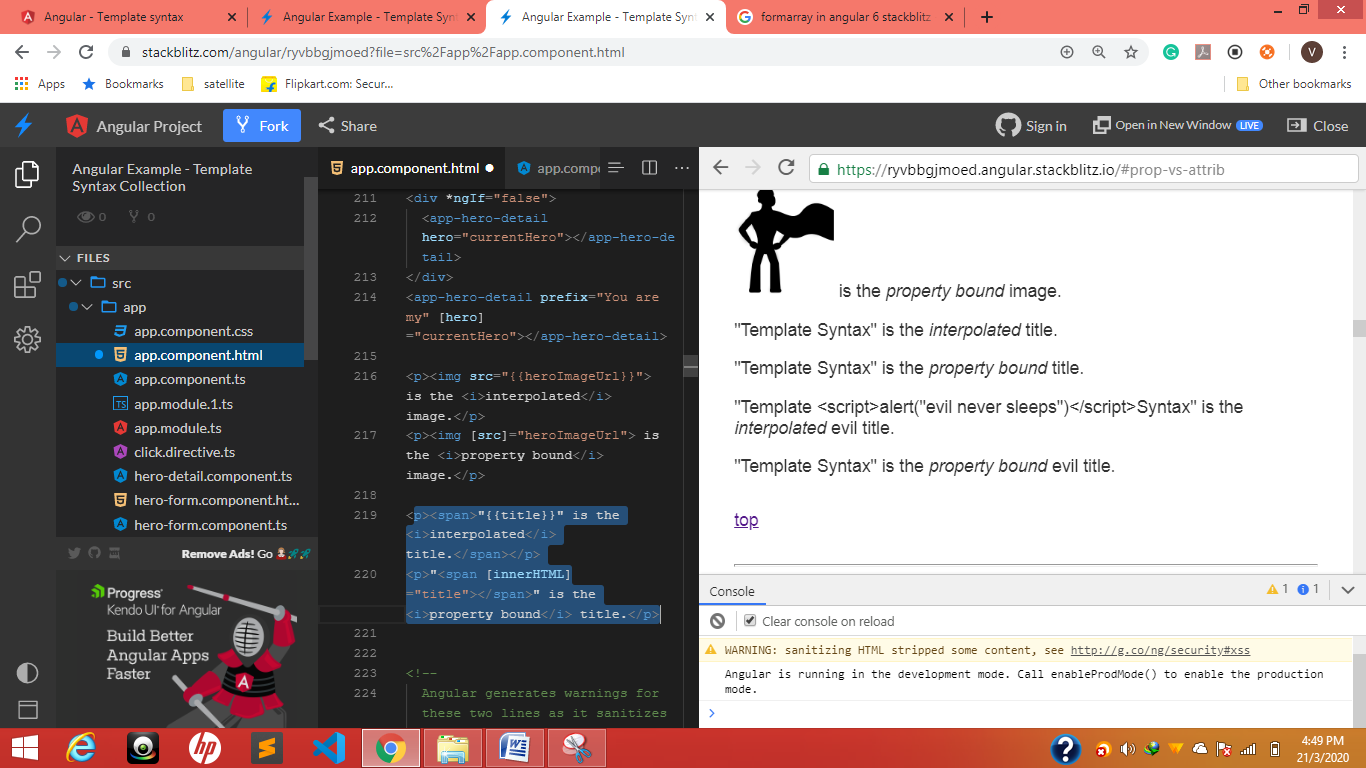 Angular - Template syntax
Angular Example - Template Synt
Angular Example - Template Synt
formarray in angular 6 stackblitz
stackblitz.com/angular/ryvbbgjmoed?file=src%2Fapp%2Fapp.component.html
V
Apps
Bookmarks
satellite
Flipkart.com: Secur...
Other bookmarks
Angular Project
Fork
Share
Sign in
Open in New Window LIVE
Close
Angular Example - Template
Syntax Collection
0
0
FILES
src
app
app.component.css
app.component.html
app.component.ts
TS app.module.1.ts
app.module.ts
click.directive.ts
hero-detail.component.ts
hero-form.component.ht...
hero-form.component.ts
Remove Ads! Go
Progress®
Kendo UI® for Angular
Build Better
Angular Apps
Faster
app.component.html
app.compo
211 <div *ngIf="false">
212 <app-hero-detail
hero="currentHero"></app-hero-de
tail>
213 </div>
214 <app-hero-detail prefix="You are
my" [hero]
="currentHero"></app-hero-detail>
215
216 <p><img src="{{heroImageUrl}}">
is the <i>interpolated</i>
image.</p>
217 <p><img [src]="heroImageUrl"> is
the <i>property bound</i>
image.</p>
218
219 <p><span>"{{title}}" is the
<i>interpolated</i>
title.</span></p>
220 <p>"<span [innerHTML]
="title"></span>" is the
<i>property bound</i> title.</p>
221
222
223 <!--
224 Angular generates warnings for
these two lines as it sanitizes
https://ryvbbgjmoed.angular.stackblitz.io/#prop-vs-attrib
is the property bound image.
"Template Syntax" is the interpolated title.
"Template Syntax" is the property bound title.
"Template <script>alert("evil never sleeps")</script>Syntax" is the
interpolated evil title.
"Template Syntax" is the property bound evil title.
top
Console
1
1
Clear console on reload
WARNING: sanitizing HTML stripped some content, see http://g.co/ng/security#xss
Angular is running in the development mode. Call enableProdMode() to enable the production
mode.
4:49 PM
21/3/2020